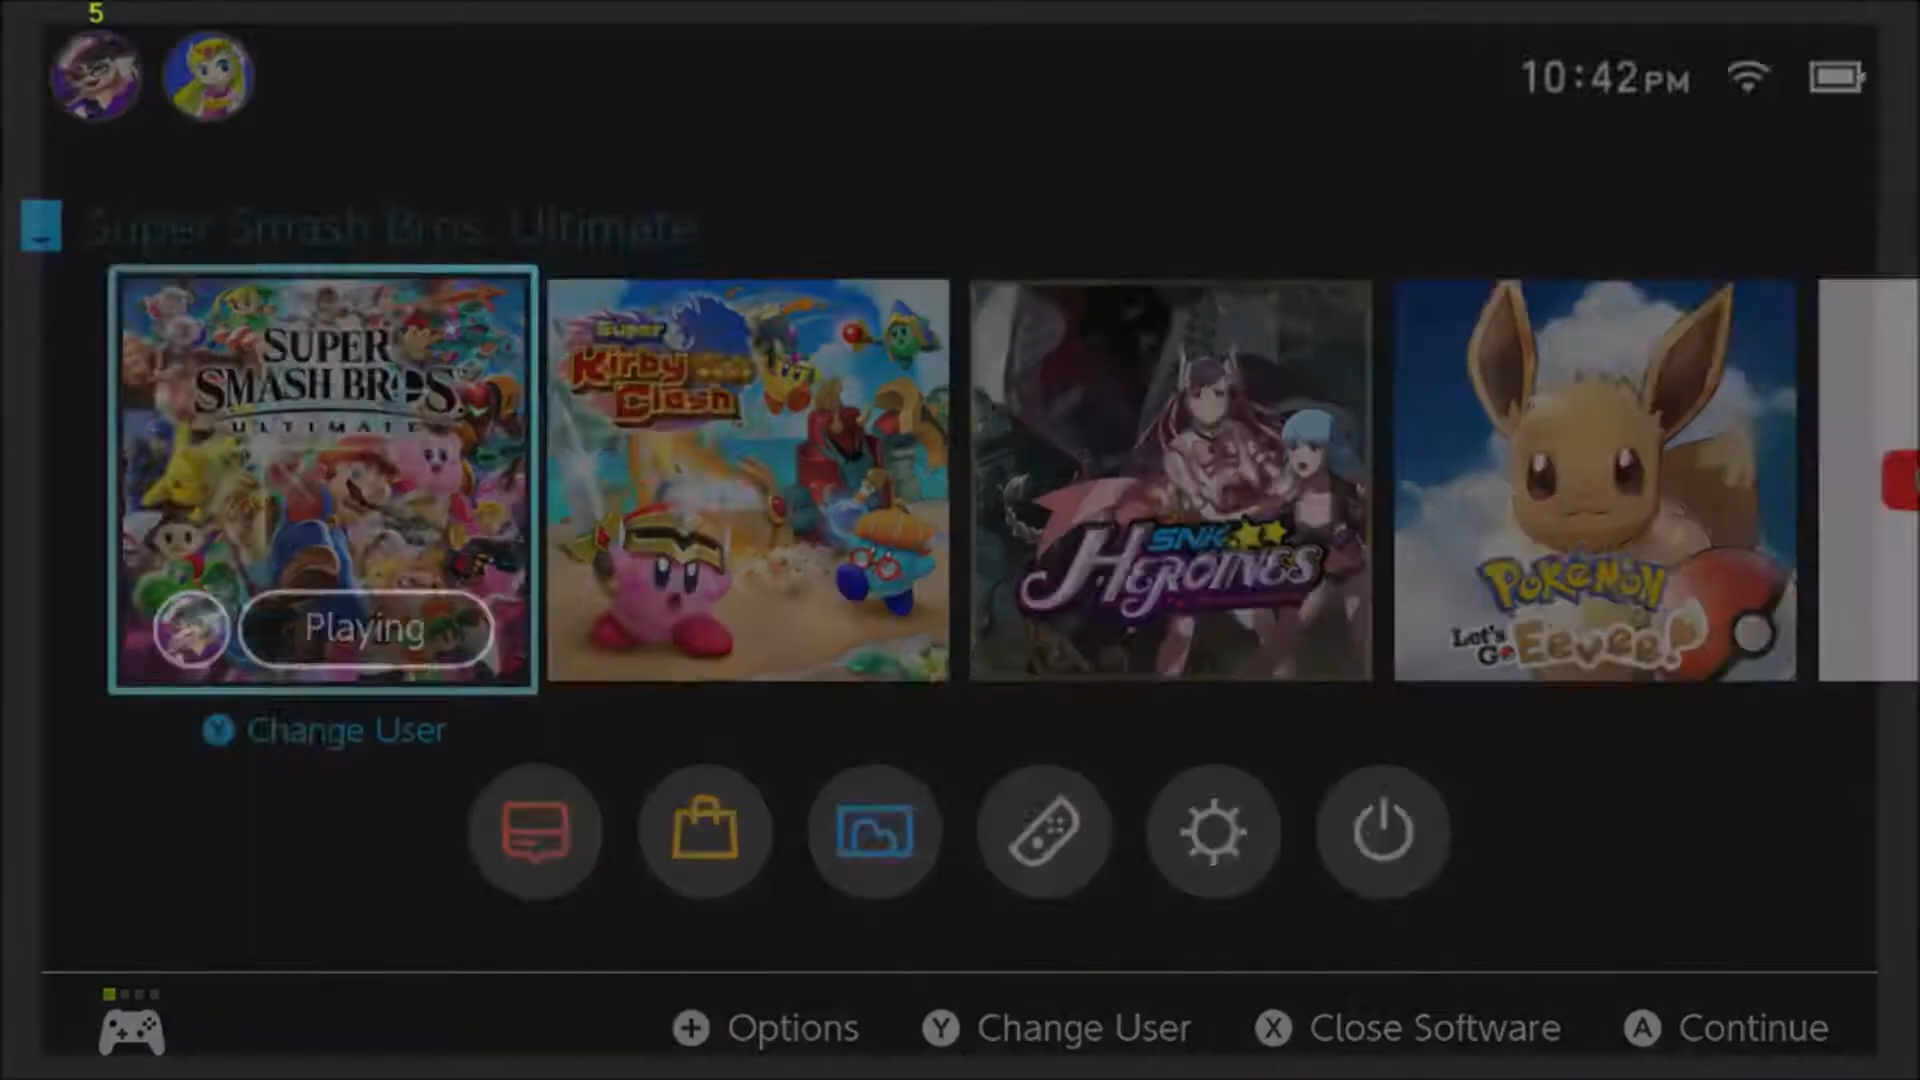 5
10:42PM
Super Smash Bros. Ultimate
SUPER
SMASH BROS.
ULTIMATE
Playing
Super
Kirby
Clash
SNK
HEROINES
POKéMON
Let's
Go
Eevee!
Y Change User
+ Options
Y Change User
X Close Software
A Continue